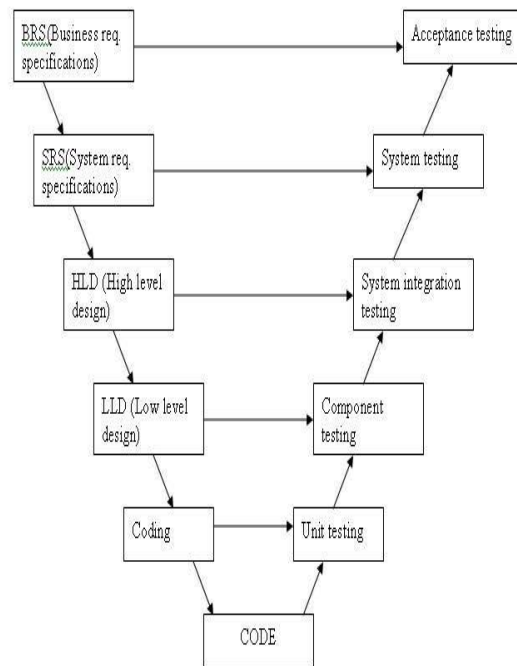 BRS(Business req.
specifications)
Acceptance testing
SRS(System req.
specifications)
System testing
HLD (High level
design)
System integration
testing
LLD (Low level
design)
Component
testing
Coding
Unit testing
CODE